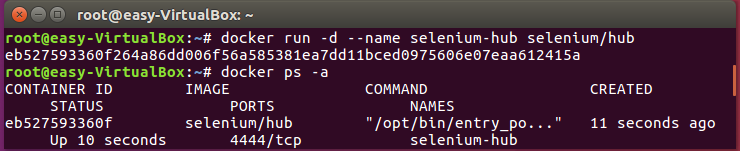 root@easy-VirtualBox: ~
root@easy-VirtualBox:~# docker run -d --name selenium-hub selenium/hub
eb527593360f264a86dd006f56a585381ea7dd11bced0975606e07eaa612415a
root@easy-VirtualBox:~# docker ps -a
CONTAINER ID        IMAGE               COMMAND                  CREATED
     STATUS              PORTS               NAMES
eb527593360f        selenium/hub        "/opt/bin/entry_po..."   11 seconds ago
     Up 10 seconds       4444/tcp            selenium-hub